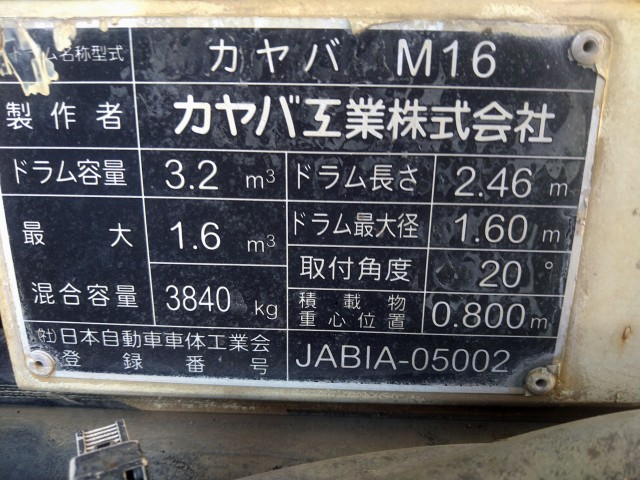 ドラム名称型式 カヤバ M16
製作者 カヤバ工業株式会社
ドラム容量 3.2 m³ ドラム長さ 2.46 m
最大 1.6 m³ ドラム最大径 1.60 m
混合容量 3840 kg 取付角度 20°
積載物重心位置 0.800m
(社)日本自動車車体工業会
登録番号 JABIA-05002